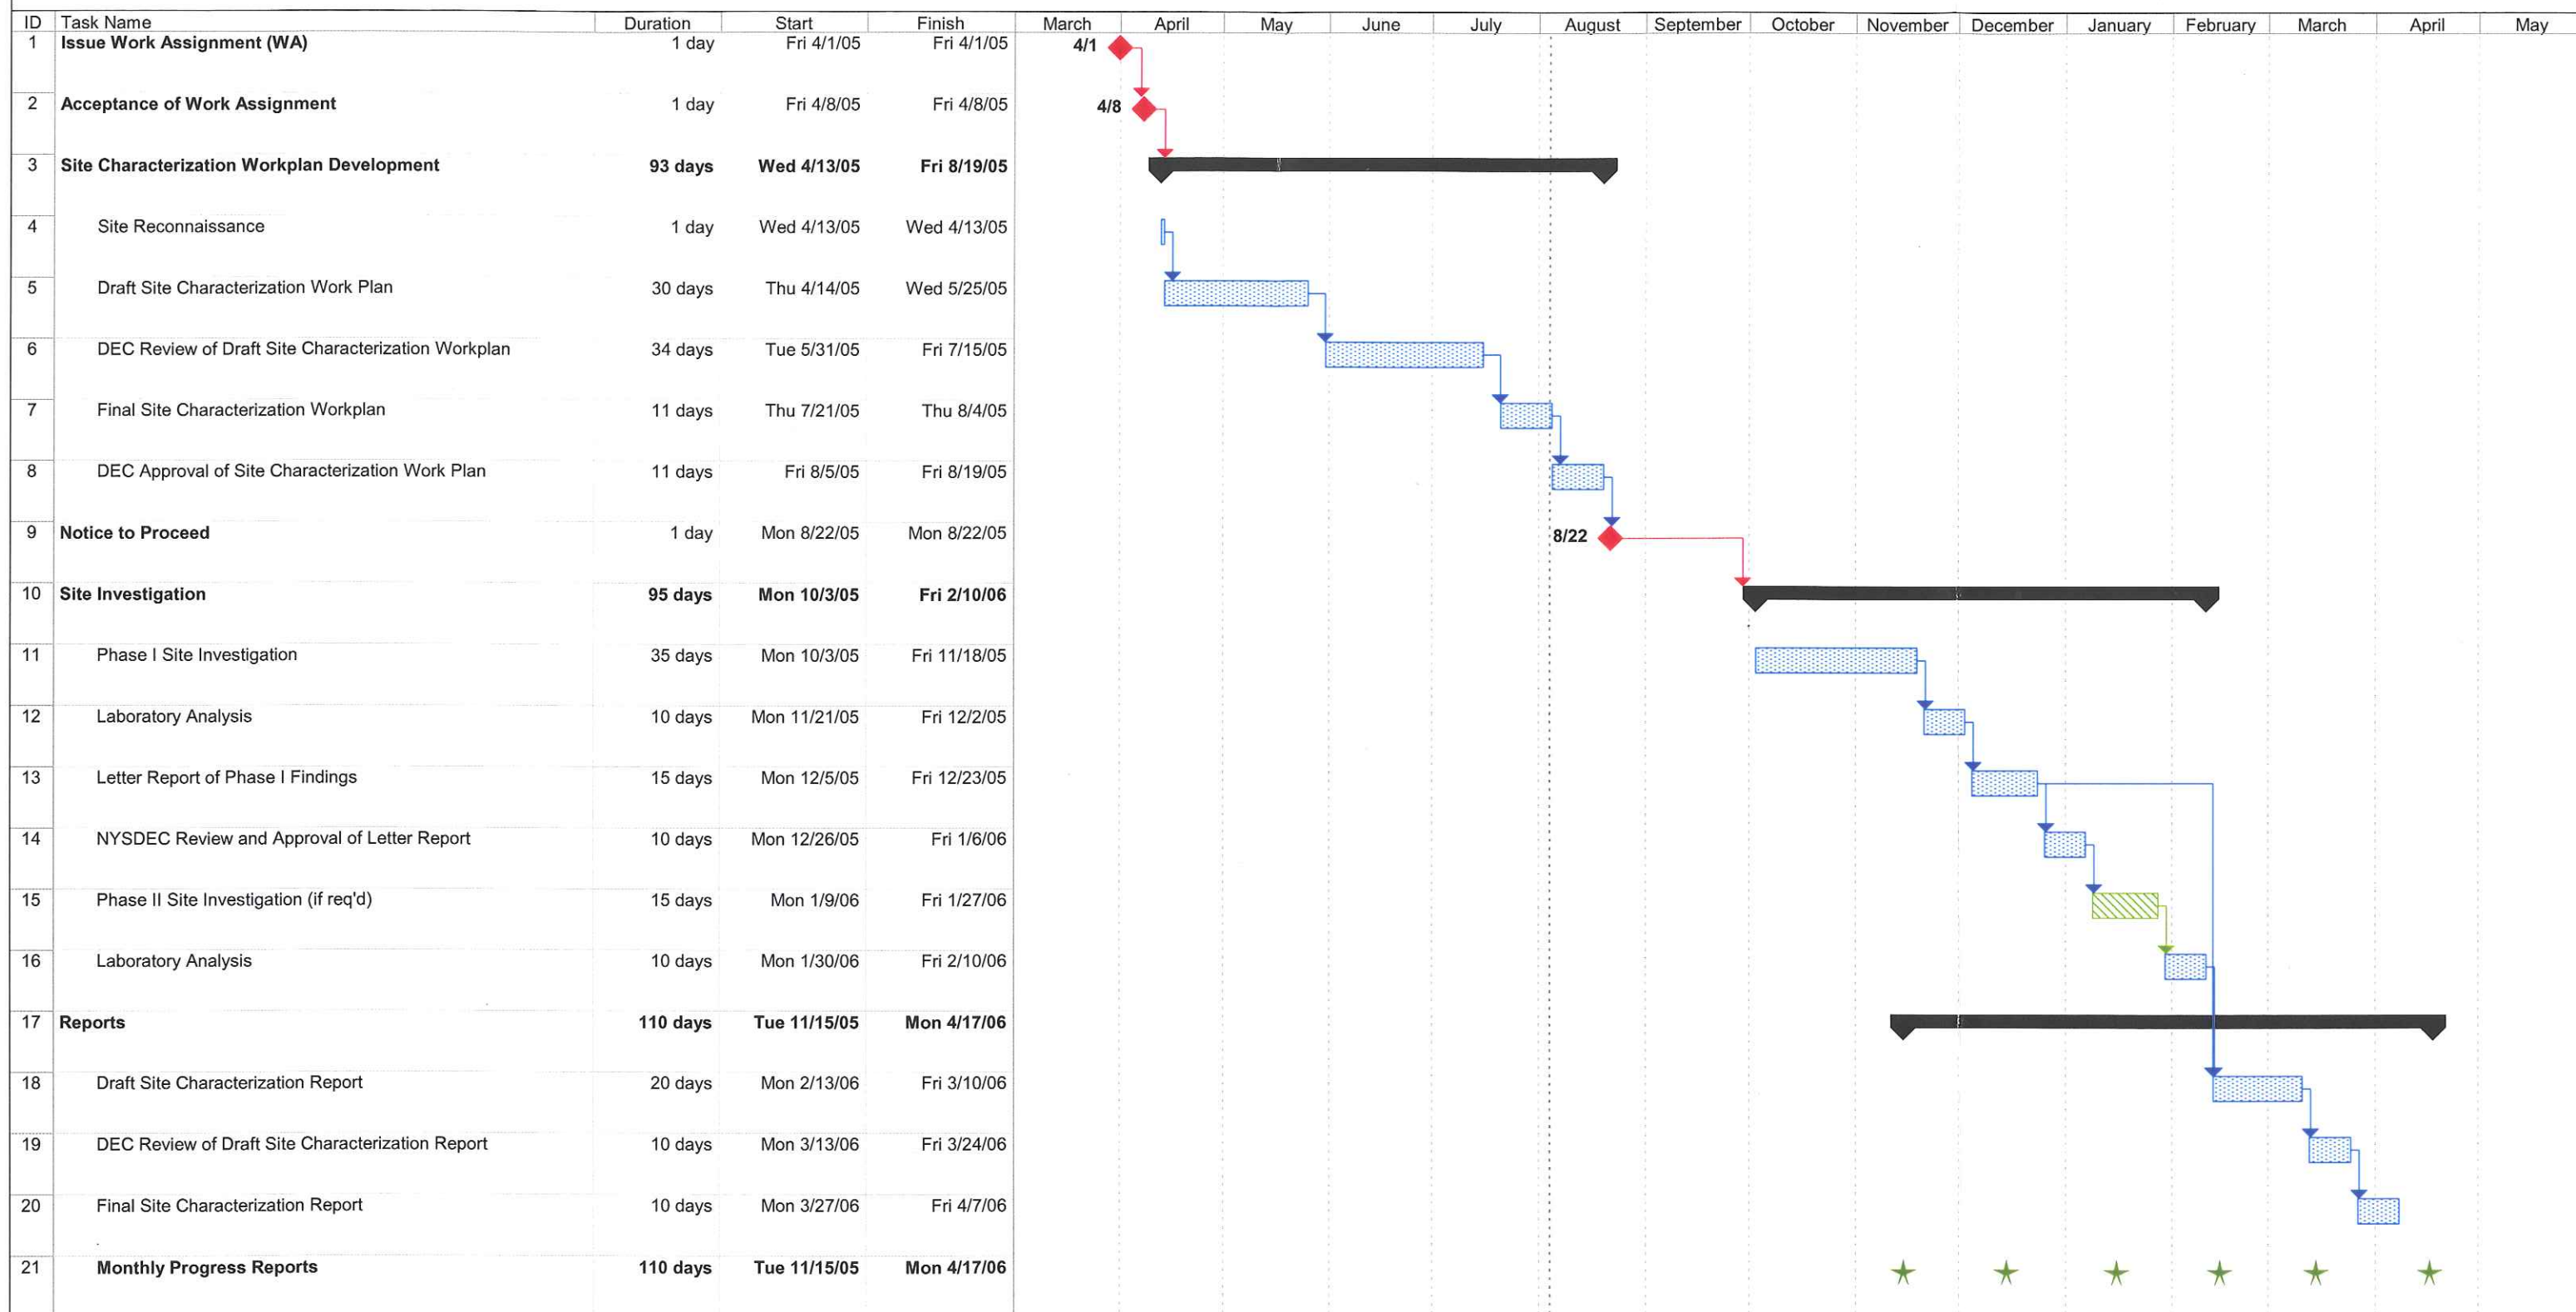 ID Task Name Duration Start Finish March April May June July August September October November December January February March April May
1 Issue Work Assignment (WA) 1 day Fri 4/1/05 Fri 4/1/05 4/1
2 Acceptance of Work Assignment 1 day Fri 4/8/05 Fri 4/8/05 4/8
3 Site Characterization Workplan Development 93 days Wed 4/13/05 Fri 8/19/05
4 Site Reconnaissance 1 day Wed 4/13/05 Wed 4/13/05
5 Draft Site Characterization Work Plan 30 days Thu 4/14/05 Wed 5/25/05
6 DEC Review of Draft Site Characterization Workplan 34 days Tue 5/31/05 Fri 7/15/05
7 Final Site Characterization Workplan 11 days Thu 7/21/05 Thu 8/4/05
8 DEC Approval of Site Characterization Work Plan 11 days Fri 8/5/05 Fri 8/19/05
9 Notice to Proceed 1 day Mon 8/22/05 Mon 8/22/05 8/22
10 Site Investigation 95 days Mon 10/3/05 Fri 2/10/06
11 Phase I Site Investigation 35 days Mon 10/3/05 Fri 11/18/05
12 Laboratory Analysis 10 days Mon 11/21/05 Fri 12/2/05
13 Letter Report of Phase I Findings 15 days Mon 12/5/05 Fri 12/23/05
14 NYSDEC Review and Approval of Letter Report 10 days Mon 12/26/05 Fri 1/6/06
15 Phase II Site Investigation (if req'd) 15 days Mon 1/9/06 Fri 1/27/06
16 Laboratory Analysis 10 days Mon 1/30/06 Fri 2/10/06
17 Reports 110 days Tue 11/15/05 Mon 4/17/06
18 Draft Site Characterization Report 20 days Mon 2/13/06 Fri 3/10/06
19 DEC Review of Draft Site Characterization Report 10 days Mon 3/13/06 Fri 3/24/06
20 Final Site Characterization Report 10 days Mon 3/27/06 Fri 4/7/06
21 Monthly Progress Reports 110 days Tue 11/15/05 Mon 4/17/06